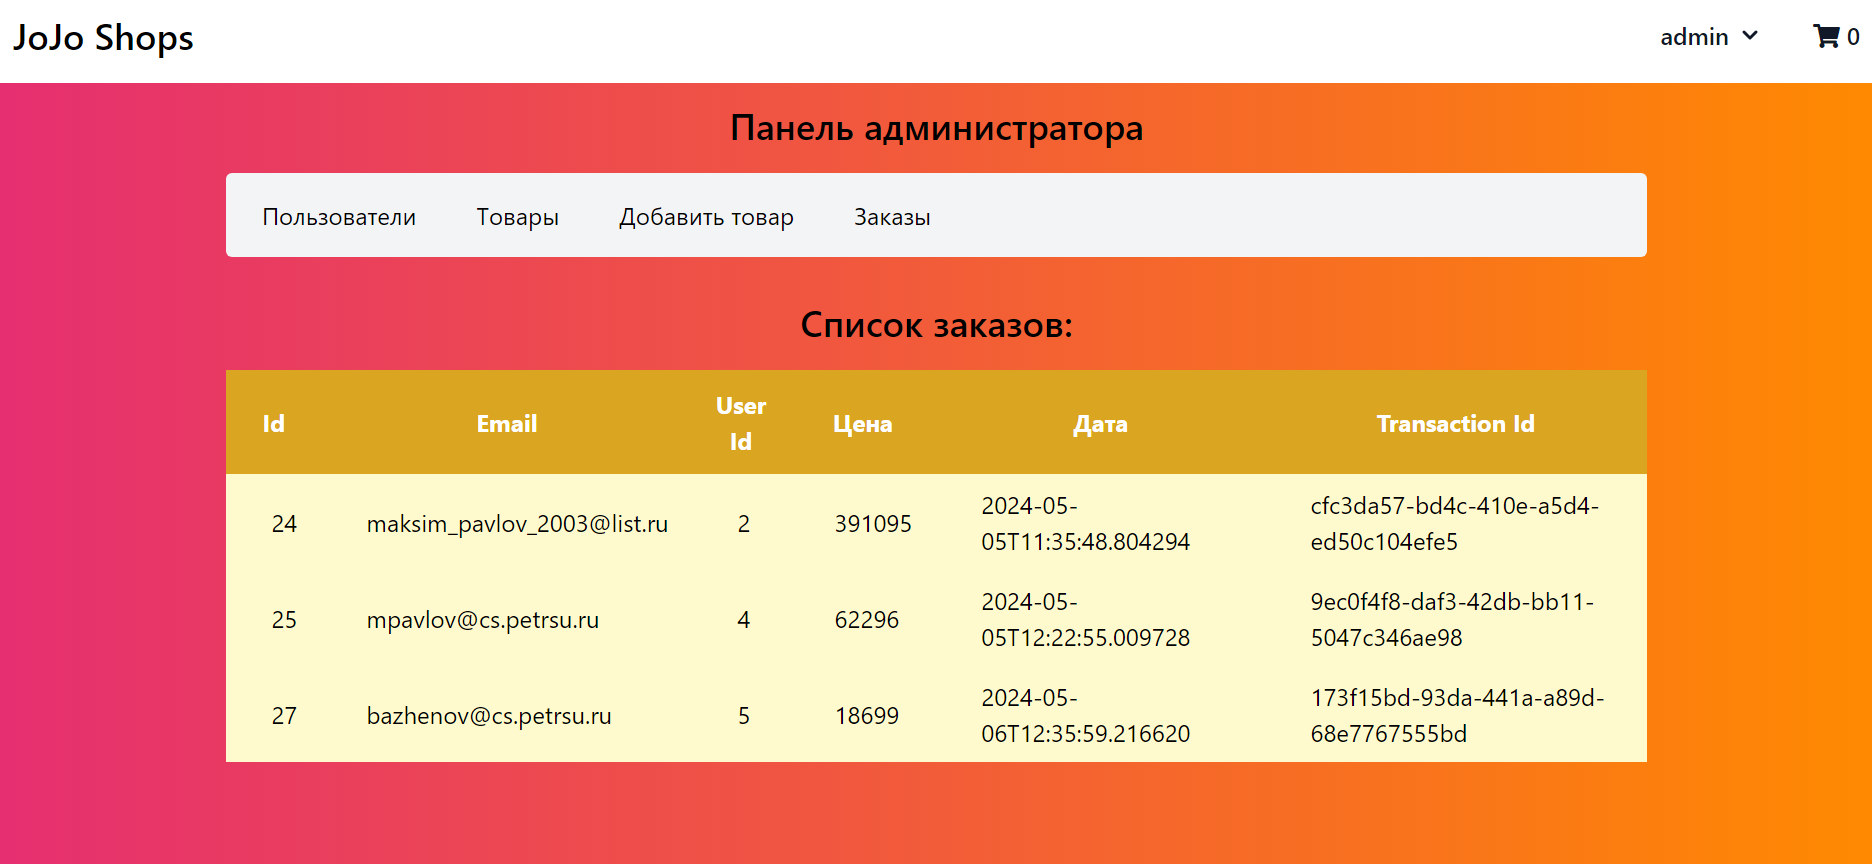 JoJo Shops
admin
0
Панель администратора
Пользователи Товары Добавить товар Заказы
Список заказов:
Id Email User Id Цена Дата Transaction Id
24 maksim_pavlov_2003@list.ru 2 391095 2024-05-05T11:35:48.804294 cfc3da57-bd4c-410e-a5d4-ed50c104efe5
25 mpavlov@cs.petrsu.ru 4 62296 2024-05-05T12:22:55.009728 9ec0f4f8-daf3-42db-bb11-5047c346ae98
27 bazhenov@cs.petrsu.ru 5 18699 2024-05-06T12:35:59.216620 173f15bd-93da-441a-a89d-68e7767555bd